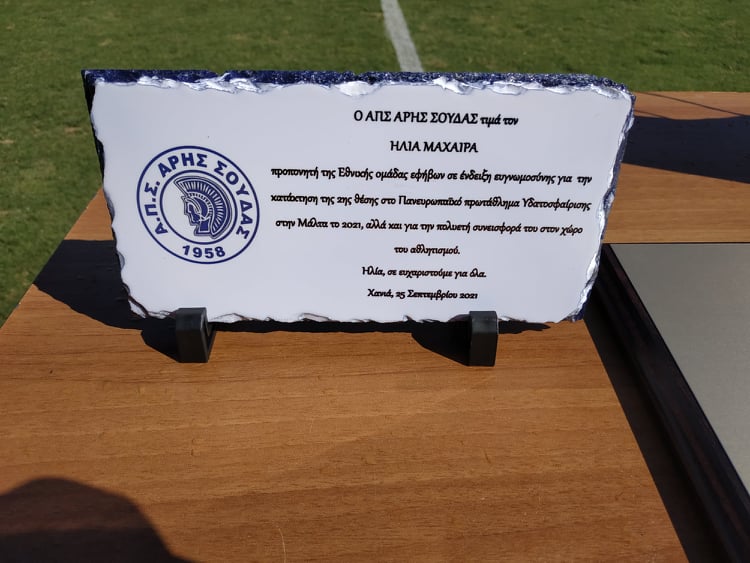 Α.Π.Σ. ΑΡΗΣ ΣΟΥΔΑΣ
1958
Ο ΑΠΣ ΑΡΗΣ ΣΟΥΔΑΣ τιμά τον
ΗΛΙΑ ΜΑΧΑΙΡΑ
προπονητή της Εθνικής ομάδας εφήβων σε ένδειξη ευγνωμοσύνης για την
κατάκτηση της 2ης θέσης στο Πανευρωπαϊκό πρωτάθλημα Υδατοσφαίρισης
στην Μάλτα το 2021, αλλά και για την πολυετή συνεισφορά του στον χώρο
του αθλητισμού.
Ηλία, σε ευχαριστούμε για όλα.
Χανιά, 25 Σεπτεμβρίου 2021